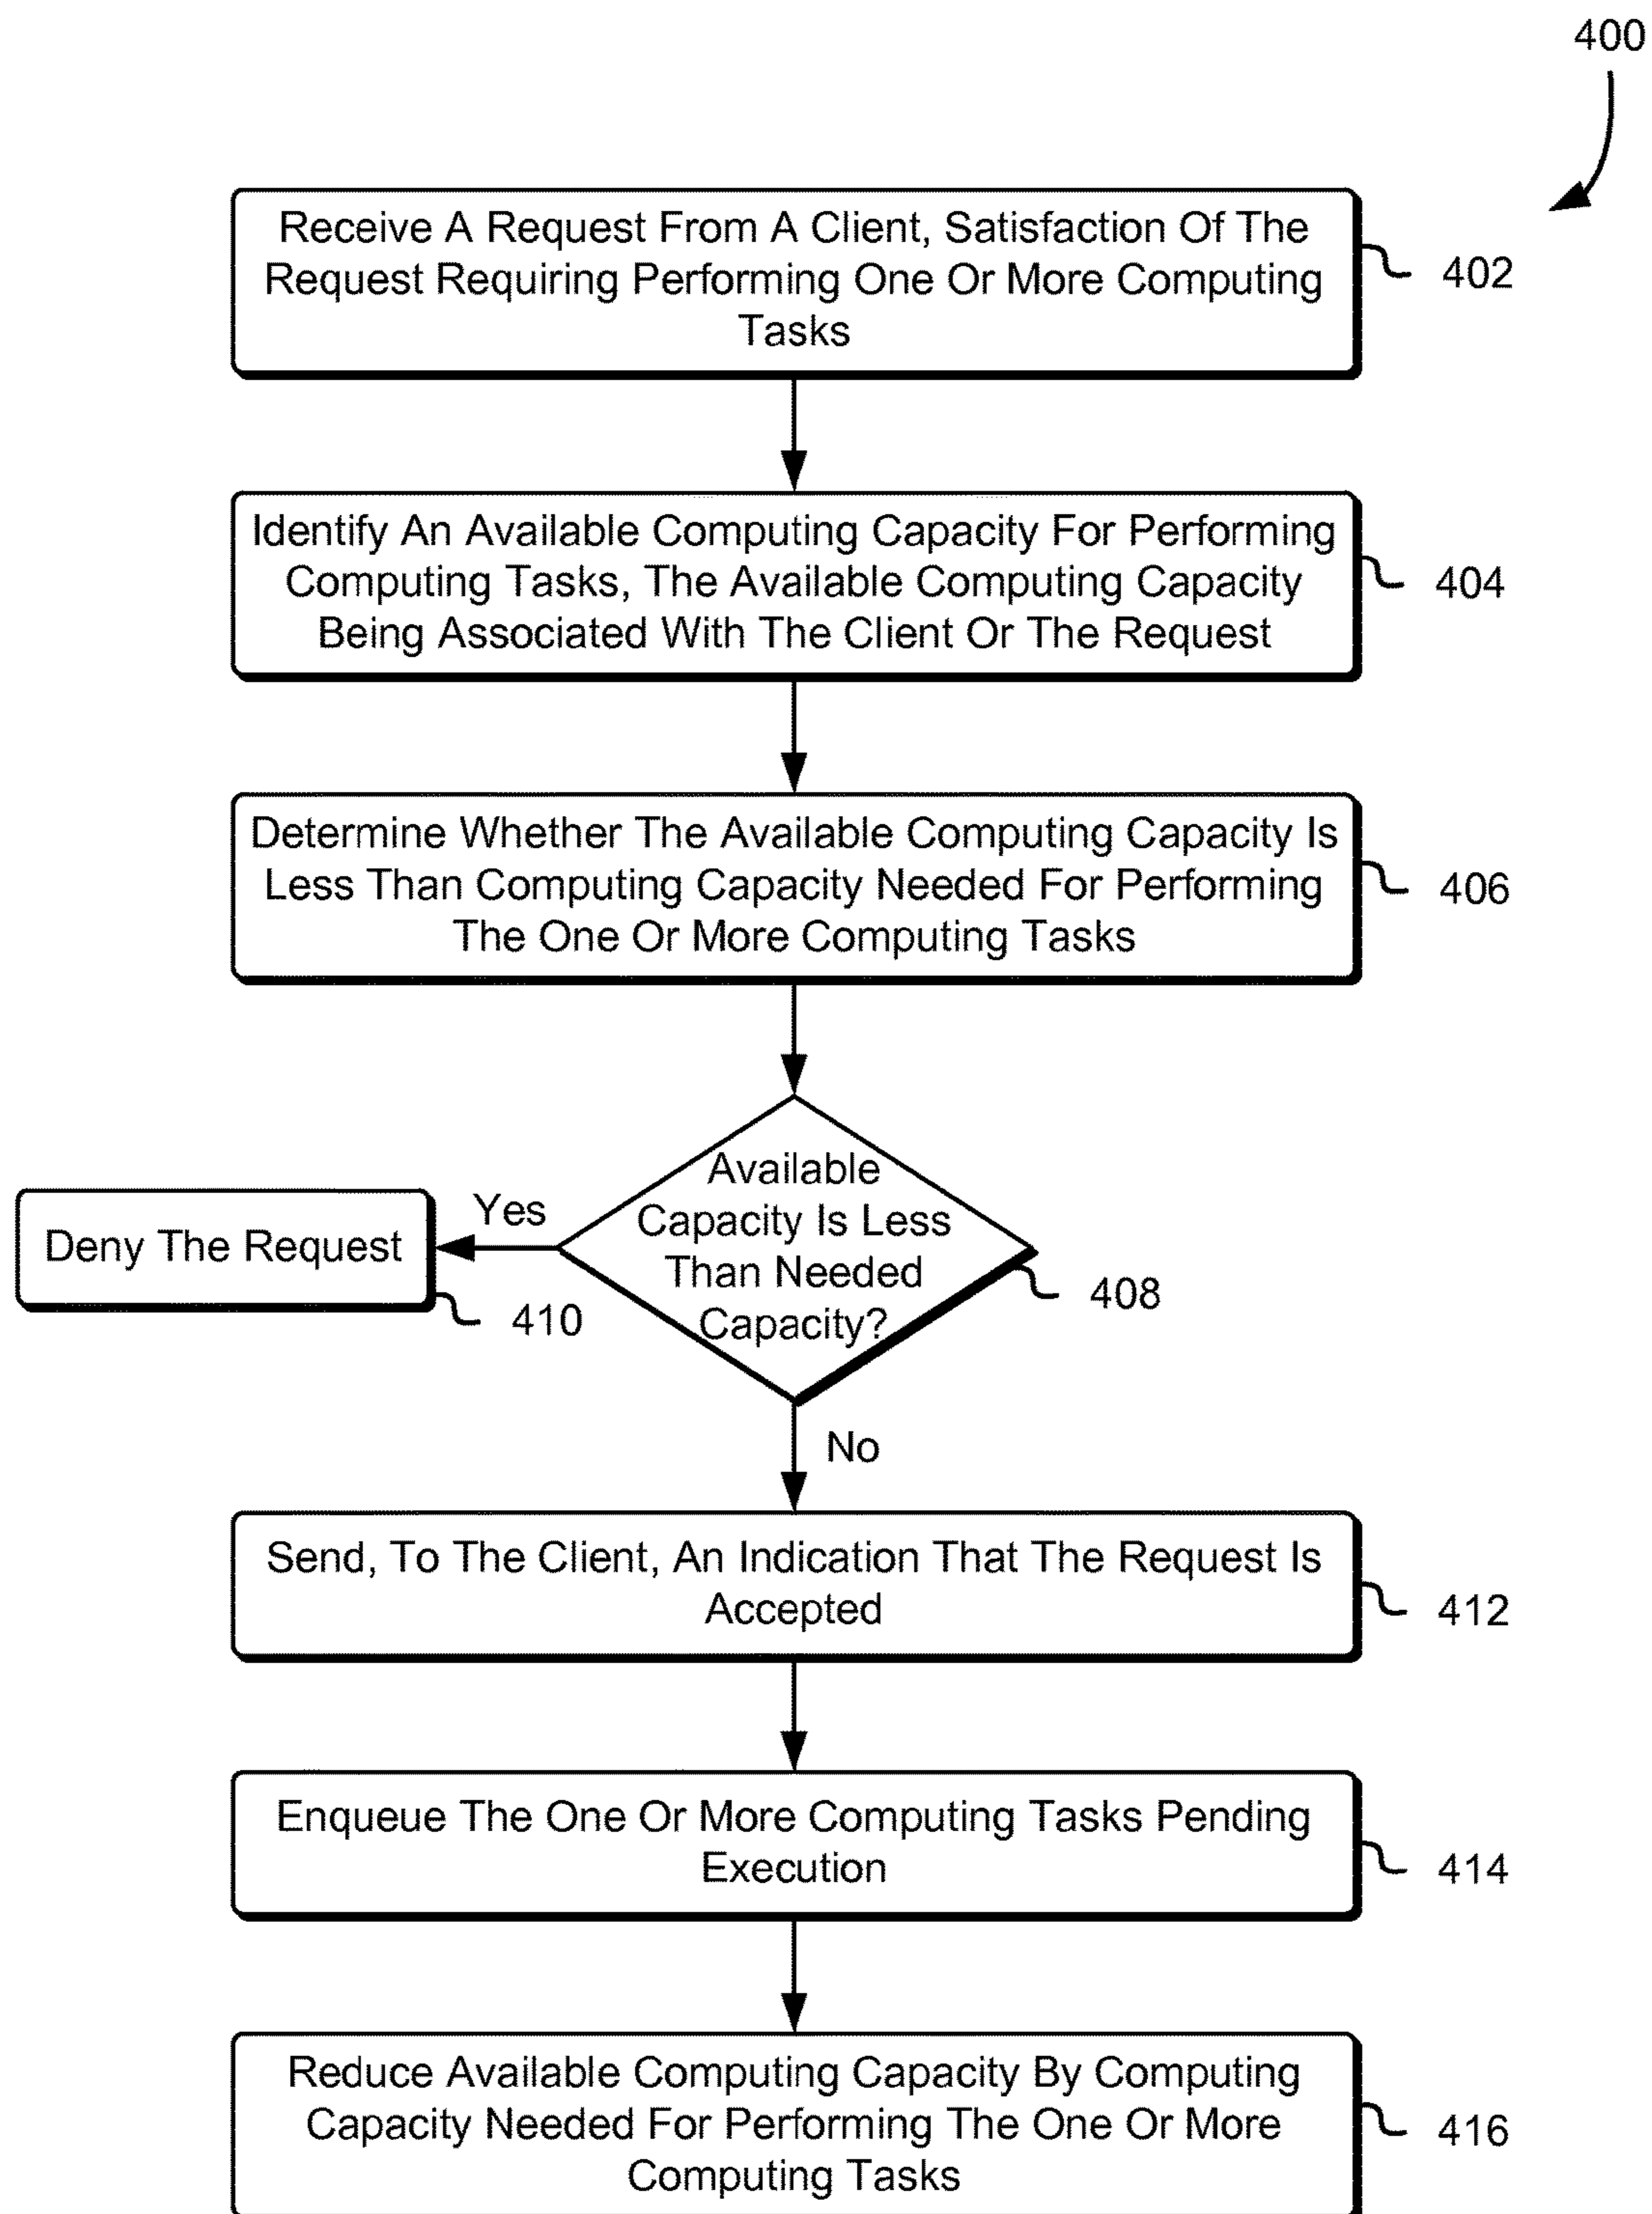 400
Receive A Request From A Client, Satisfaction Of The
Request Requiring Performing One Or More Computing
Tasks
402
Identify An Available Computing Capacity For Performing
Computing Tasks, The Available Computing Capacity
Being Associated With The Client Or The Request
404
Determine Whether The Available Computing Capacity Is
Less Than Computing Capacity Needed For Performing
The One Or More Computing Tasks
406
Available
Capacity Is Less
Than Needed
Capacity?
408
Yes
Deny The Request
410
No
Send, To The Client, An Indication That The Request Is
Accepted
412
Enqueue The One Or More Computing Tasks Pending
Execution
414
Reduce Available Computing Capacity By Computing
Capacity Needed For Performing The One Or More
Computing Tasks
416